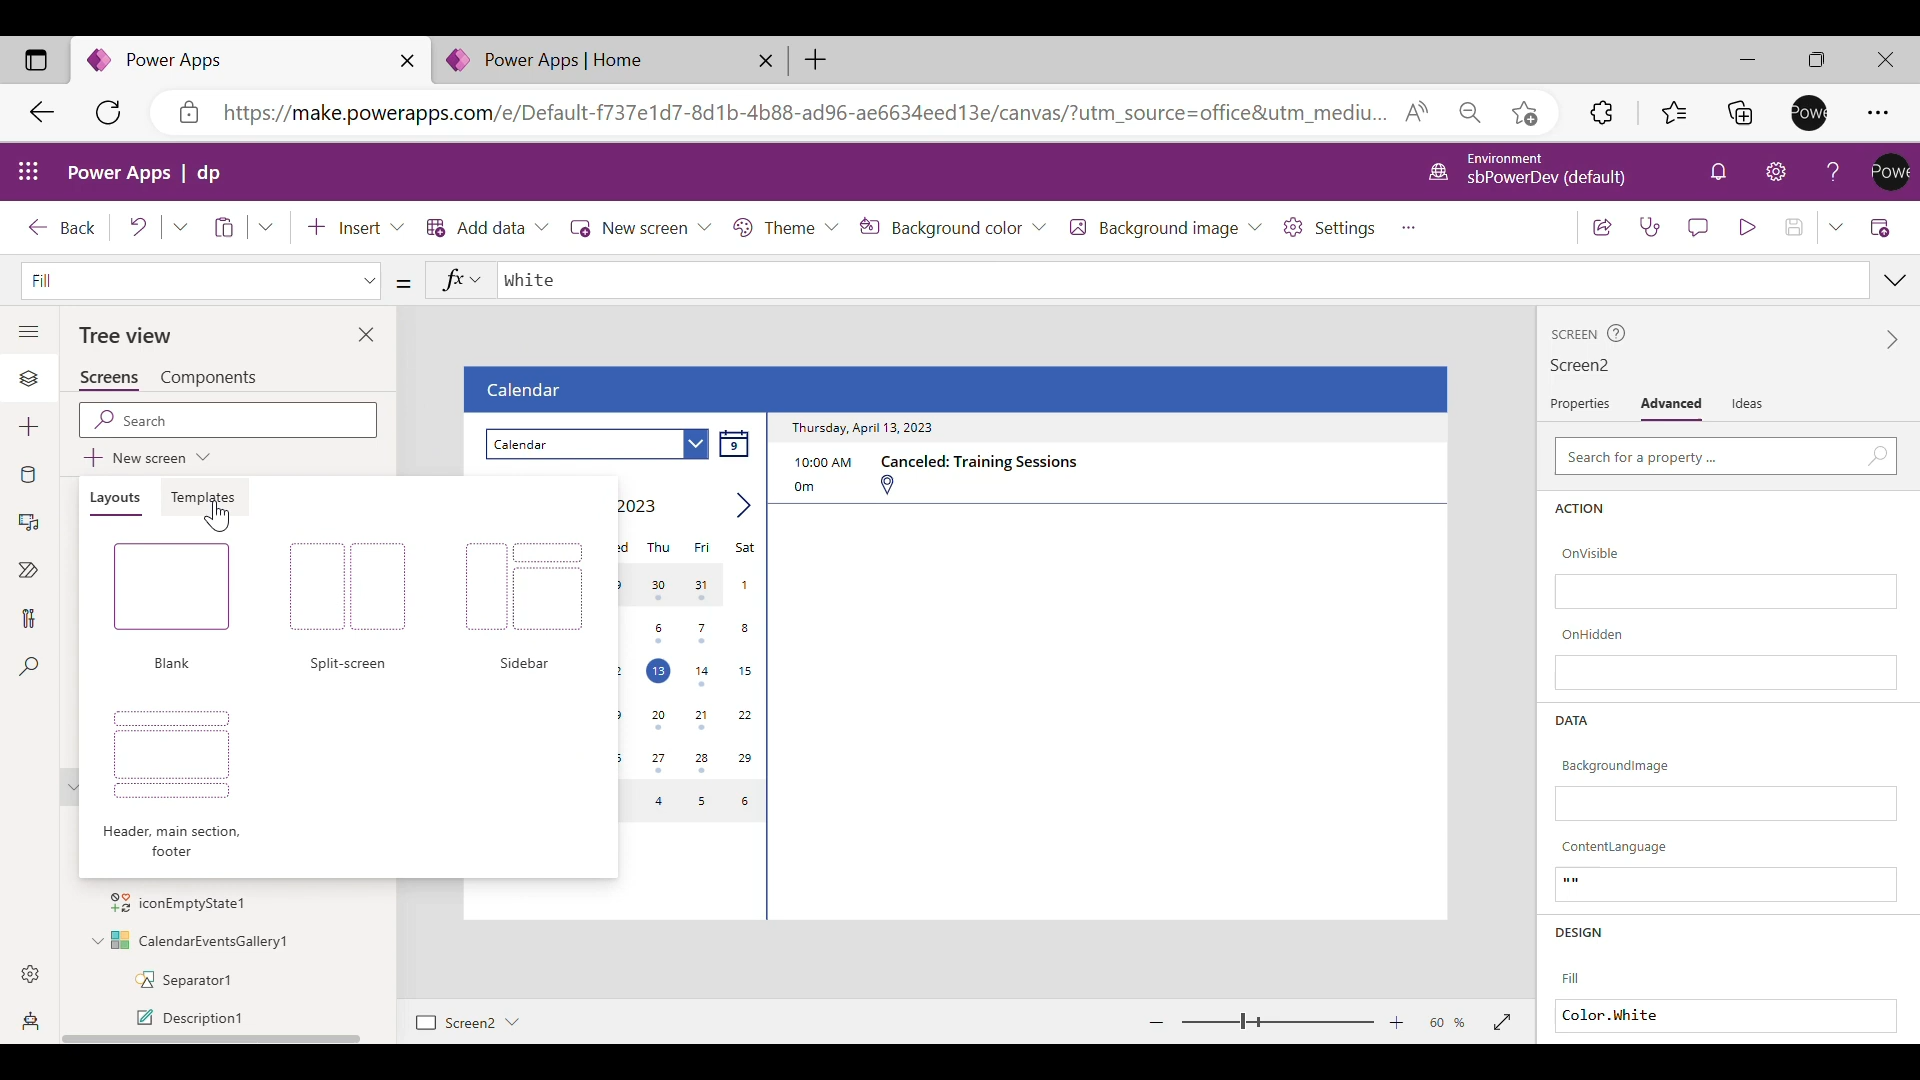 Power Apps
Power Apps | Home
https://make.powerapps.com/e/Default-f737e1d7-8d1b-4b88-ad96-ae6634eed13e/canvas/?utm_source=office&utm_mediu...
Power Apps | dp
Environment
sbPowerDev (default)
Back
Insert
Add data
New screen
Theme
Background color
Background image
Settings
Fill
=
fx
White
Tree view
Screens
Components
Search
New screen
Layouts
Templates
Blank
Split-screen
Sidebar
Header, main section,
footer
iconEmptyState1
CalendarEventsGallery1
Separator1
Description1
Calendar
Calendar
9
2023
Thu Fri Sat
30 31 1
6 7 8
13 14 15
20 21 22
27 28 29
4 5 6
Thursday, April 13, 2023
10:00 AM
Canceled: Training Sessions
0m
Screen2
60 %
SCREEN
Screen2
Properties
Advanced
Ideas
Search for a property ...
ACTION
OnVisible
OnHidden
DATA
BackgroundImage
ContentLanguage
""
DESIGN
Fill
Color.White